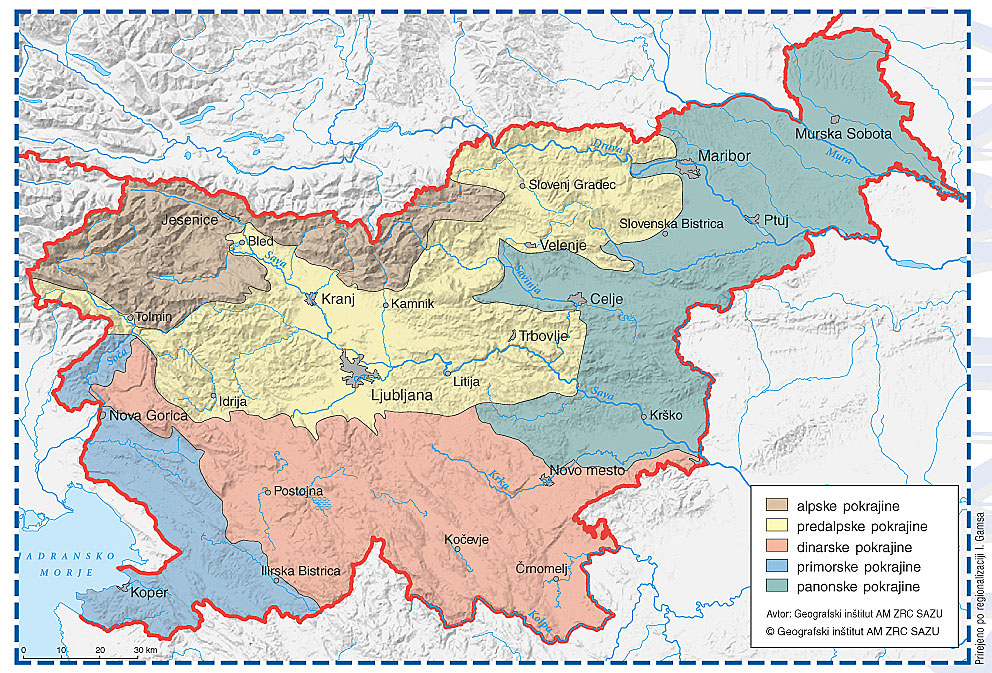 Murska Sobota
Mura
Drava
Maribor
Slovenj Gradec
Jesenice
Slovenska Bistrica
Ptuj
Bled
Velenje
Sava
Savinja
Kranj
Kamnik
Celje
Tolmin
Trbovlje
Soča
Litija
Ljubljana
Idrija
Sava
Nova Gorica
Krško
Novo mesto
Krka
Postojna
Kočevje
JADRANSKO
MORJE
Ilirska Bistrica
Črnomelj
Koper
Kolpa
0 10 20 30 km
alpske pokrajine
predalpske pokrajine
dinarske pokrajine
primorske pokrajine
panonske pokrajine
Avtor: Geografski inštitut AM ZRC SAZU
© Geografski inštitut AM ZRC SAZU
Prirejeno po regionalizaciji I. Gamsa